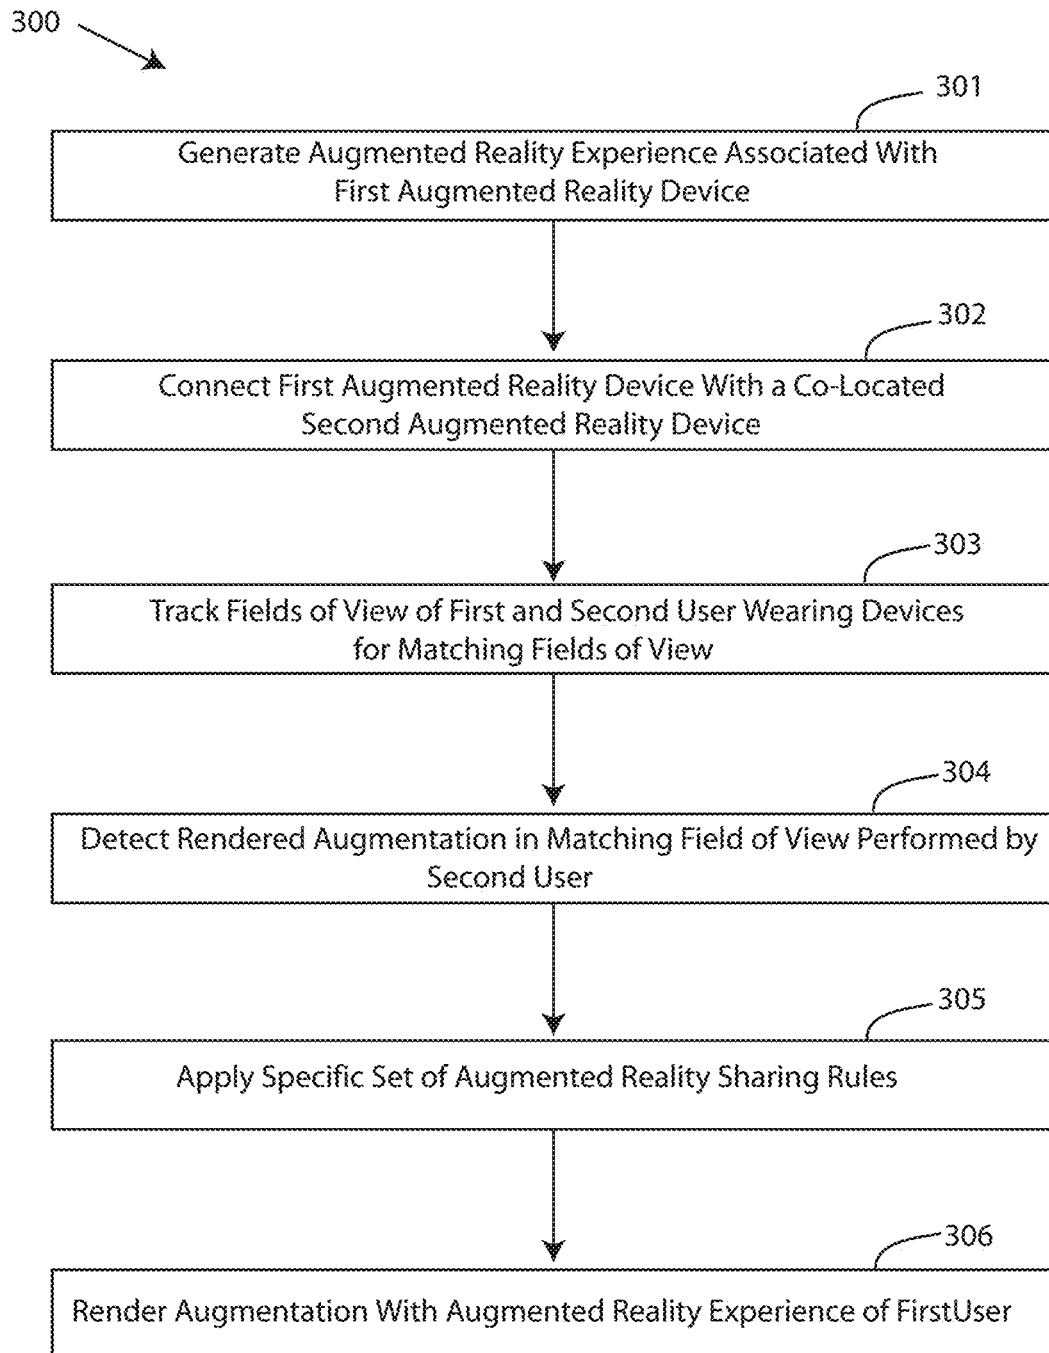 300
301
Generate Augmented Reality Experience Associated With
First Augmented Reality Device
302
Connect First Augmented Reality Device With a Co-Located
Second Augmented Reality Device
303
Track Fields of View of First and Second User Wearing Devices
for Matching Fields of View
304
Detect Rendered Augmentation in Matching Field of View Performed by
Second User
305
Apply Specific Set of Augmented Reality Sharing Rules
306
Render Augmentation With Augmented Reality Experience of FirstUser